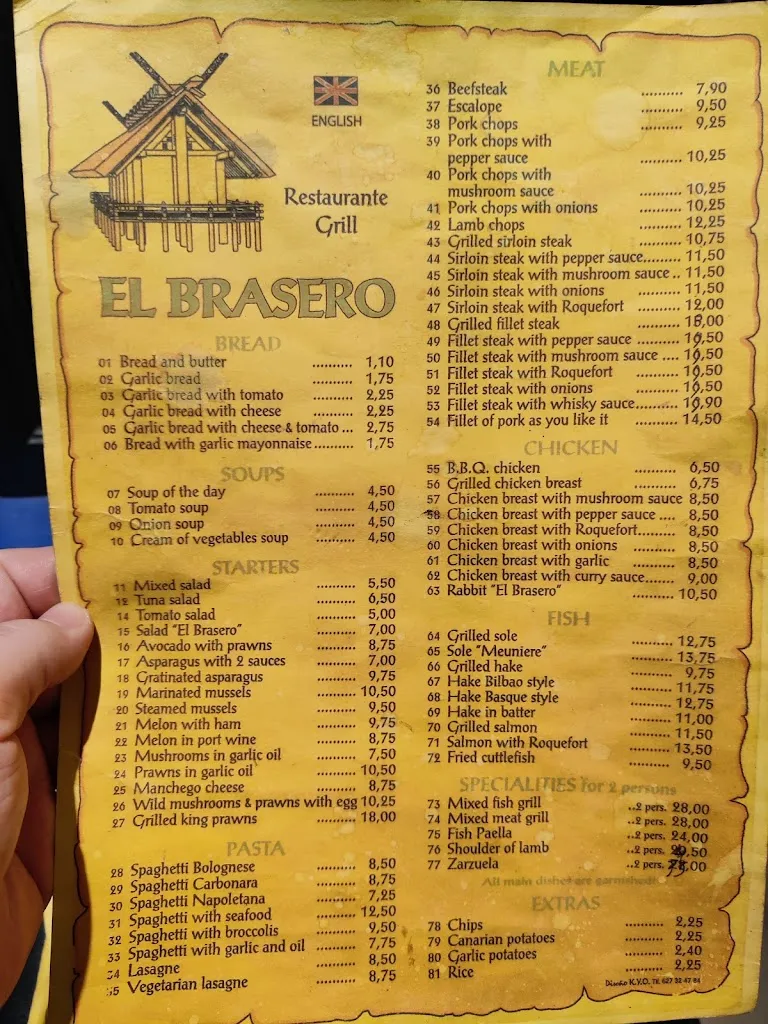 ENGLISH
Restaurante
Grill
EL BRASERO
BREAD
01 Bread and butter .......... 1,10
02 Garlic bread .......... 1,75
03 Garlic bread with tomato .......... 2,25
04 Garlic bread with cheese .......... 2,25
05 Garlic bread with cheese & tomato ... 2,75
06 Bread with garlic mayonnaise .......... 1,75
SOUPS
07 Soup of the day .......... 4,50
08 Tomato soup .......... 4,50
09 Onion soup .......... 4,50
10 Cream of vegetables soup .......... 4,50
STARTERS
11 Mixed salad .......... 5,50
12 Tuna salad .......... 6,50
14 Tomato salad .......... 5,00
15 Salad "El Brasero" .......... 7,00
16 Avocado with prawns .......... 8,75
17 Asparagus with 2 sauces .......... 7,00
18 Gratinated asparagus .......... 9,75
19 Marinated mussels .......... 10,50
20 Steamed mussels .......... 9,50
21 Melon with ham .......... 9,75
22 Melon in port wine .......... 8,75
23 Mushrooms in garlic oil .......... 7,50
24 Prawns in garlic oil .......... 10,50
25 Manchego cheese .......... 8,75
26 Wild mushrooms & prawns with egg 10,25
27 Grilled king prawns .......... 18,00
PASTA
28 Spaghetti Bolognese .......... 8,50
29 Spaghetti Carbonara .......... 8,75
30 Spaghetti Napoletana .......... 7,25
31 Spaghetti with seafood .......... 12,50
32 Spaghetti with broccolis .......... 9,50
33 Spaghetti with garlic and oil .......... 7,75
34 Lasagne .......... 8,50
35 Vegetarian lasagne .......... 8,75
MEAT
36 Beefsteak .......... 7,90
37 Escalope .......... 9,50
38 Pork chops .......... 9,25
39 Pork chops with
pepper sauce .......... 10,25
40 Pork chops with
mushroom sauce .......... 10,25
41 Pork chops with onions .......... 10,25
42 Lamb chops .......... 12,25
43 Grilled sirloin steak .......... 10,75
44 Sirloin steak with pepper sauce........ 11,50
45 Sirloin steak with mushroom sauce .. 11,50
46 Sirloin steak with onions .......... 11,50
47 Sirloin steak with Roquefort .......... 12,00
48 Grilled fillet steak .......... 18,00
49 Fillet steak with pepper sauce ..........
50 Fillet steak with mushroom sauce ....
51 Fillet steak with Roquefort ..........
52 Fillet steak with onions ..........
53 Fillet steak with whisky sauce..........
54 Fillet of pork as you like it .......... 14,50
CHICKEN
55 B.B.Q. chicken .......... 6,50
56 Grilled chicken breast .......... 6,75
57 Chicken breast with mushroom sauce 8,50
58 Chicken breast with pepper sauce .... 8,50
59 Chicken breast with Roquefort......... 8,50
60 Chicken breast with onions .......... 8,50
61 Chicken breast with garlic .......... 8,50
62 Chicken breast with curry sauce....... 9,00
63 Rabbit "El Brasero" .......... 10,50
FISH
64 Grilled sole .......... 12,75
65 Sole "Meuniere" .......... 13,75
66 Grilled hake .......... 9,75
67 Hake Bilbao style .......... 11,75
68 Hake Basque style .......... 12,75
69 Hake in batter .......... 11,00
70 Grilled salmon .......... 11,50
71 Salmon with Roquefort .......... 13,50
72 Fried cuttlefish .......... 9,50
SPECIALITIES for 2 persons
73 Mixed fish grill ..2 pers. 28,00
74 Mixed meat grill ..2 pers. 28,00
75 Fish Paella ..2 pers. 24,00
76 Shoulder of lamb ..2 pers.
77 Zarzuela ..2 pers.
All main dishes are garnished!
EXTRAS
78 Chips .......... 2,25
79 Canarian potatoes .......... 2,25
80 Garlic potatoes .......... 2,40
81 Rice .......... 2,25
Diseño K.Y.O. Tlf. 627 32 47 84